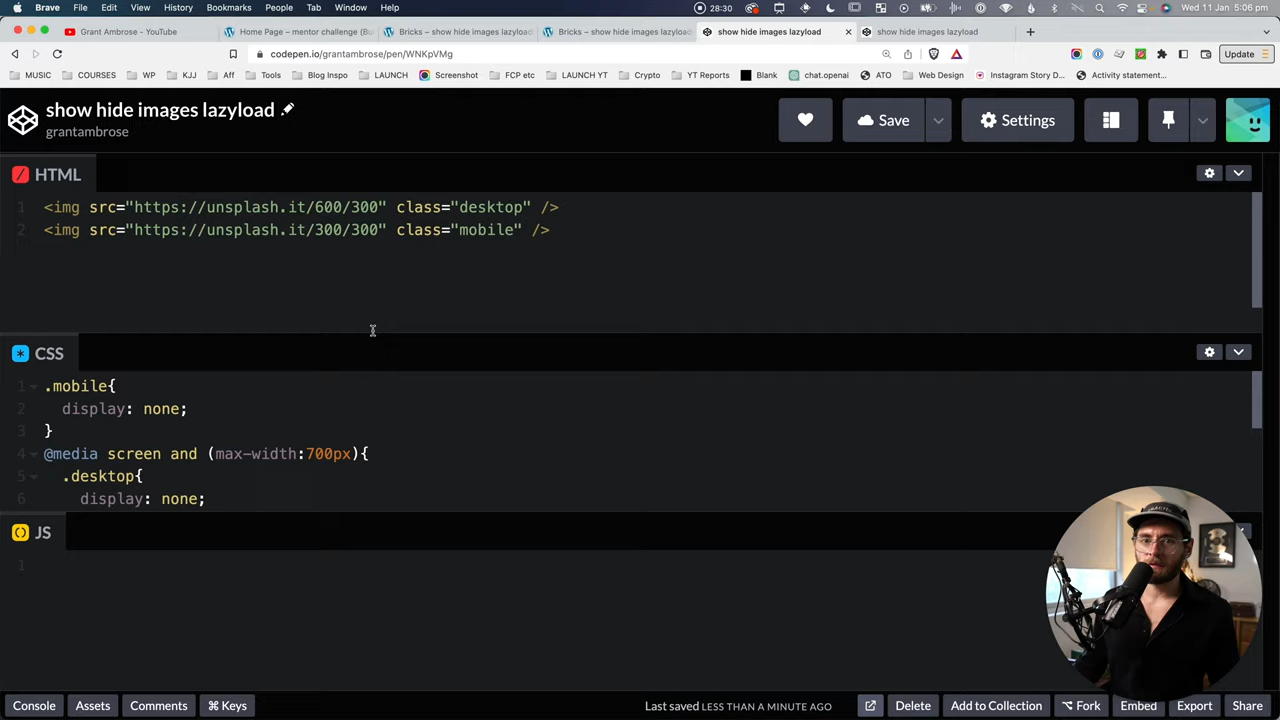 Brave File Edit View History Bookmarks People Tab Window Help 28:30 Wed 11 Jan 5:06 pm
Grant Ambrose - YouTube Home Page – mentor challenge (Bu Bricks – show hide images lazyload Bricks – show hide images lazyload show hide images lazyload show hide images lazyload
codepen.io/grantambrose/pen/WNKpVMg Update
MUSIC COURSES WP KJJ Aff Tools Blog Inspo LAUNCH Screenshot FCP etc LAUNCH YT Crypto YT Reports Blank chat.openai ATO Web Design Instagram Story D... Activity statement...
show hide images lazyload
grantambrose
Save Settings
HTML
1 <img src="https://unsplash.it/600/300" class="desktop" />
2 <img src="https://unsplash.it/300/300" class="mobile" />
CSS
1 .mobile{
2 display: none;
3 }
4 @media screen and (max-width:700px){
5 .desktop{
6 display: none;
JS
1
Console Assets Comments ⌘ Keys Last saved LESS THAN A MINUTE AGO Delete Add to Collection Fork Embed Export Share